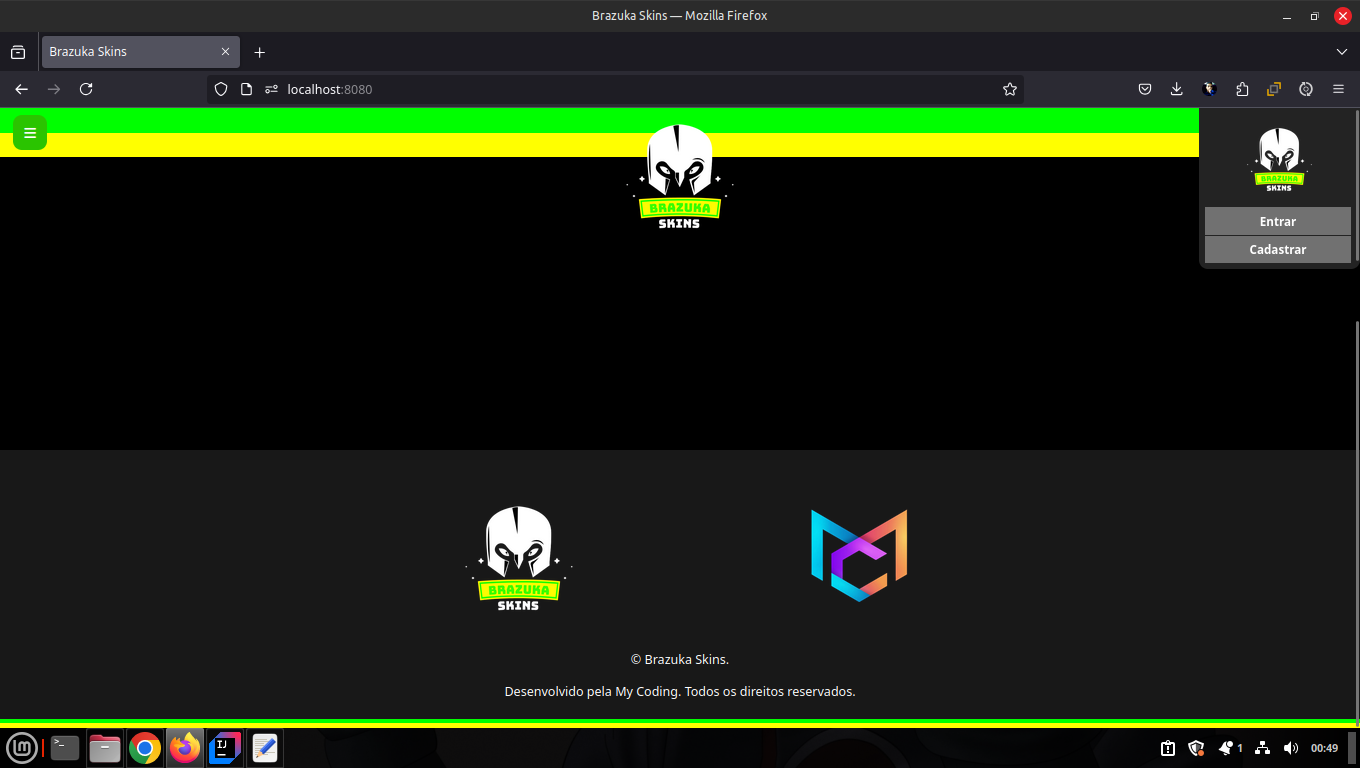 Brazuka Skins — Mozilla Firefox
Brazuka Skins
localhost:8080
BRAZUKA
SKINS
BRAZUKA
SKINS
Entrar
Cadastrar
BRAZUKA
SKINS
© Brazuka Skins.
Desenvolvido pela My Coding. Todos os direitos reservados.
>_
IJ
1
00:49